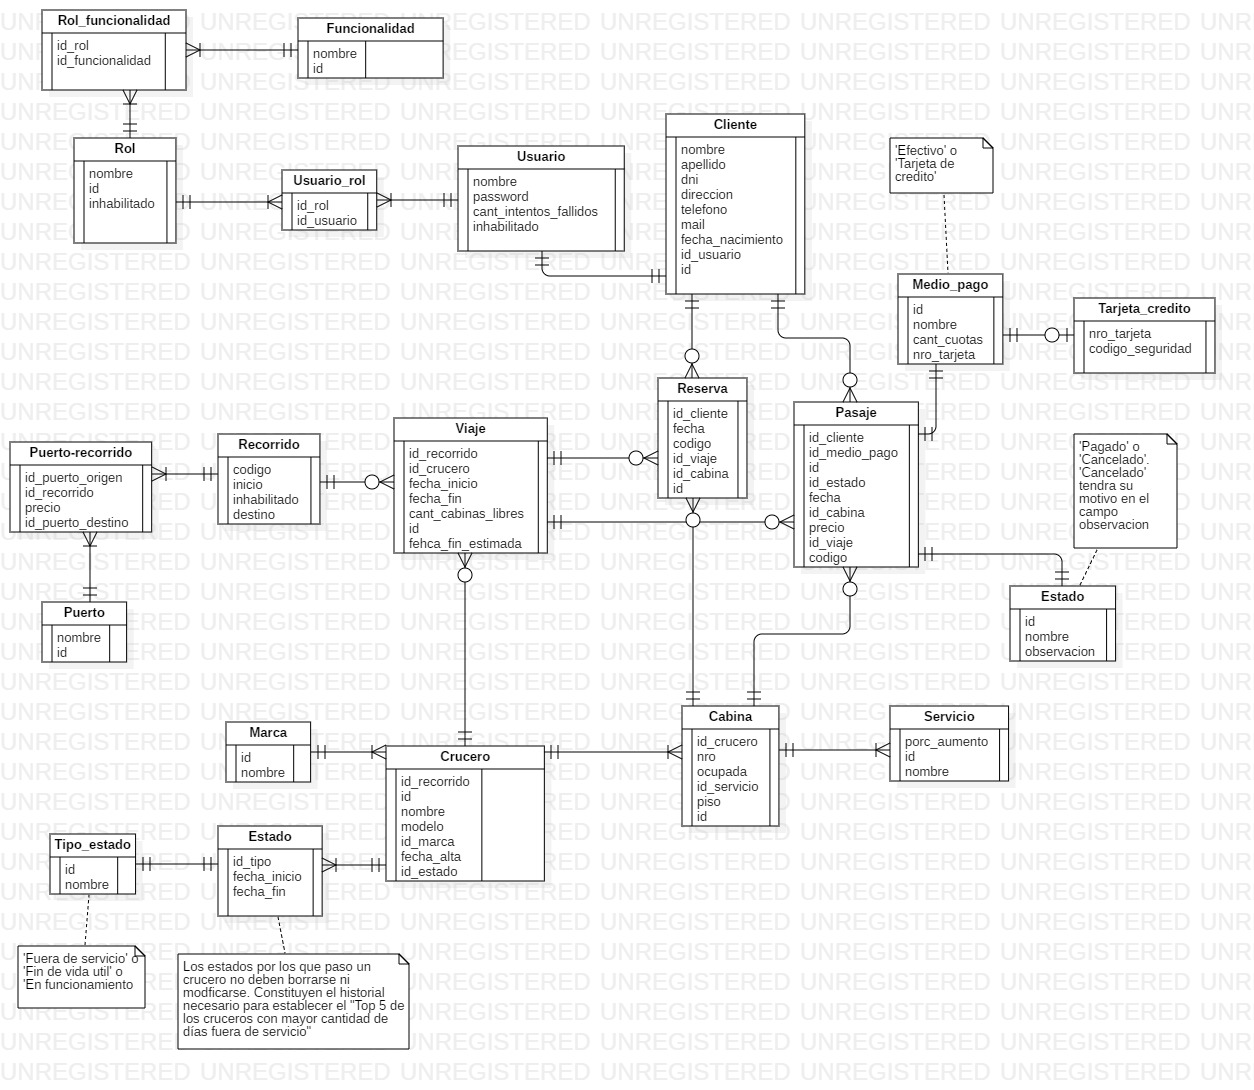 Rol_funcionalidad
id_rol
id_funcionalidad
Funcionalidad
nombre
id
Rol
nombre
id
inhabilitado
Usuario_rol
id_rol
id_usuario
Usuario
nombre
password
cant_intentos_fallidos
inhabilitado
Cliente
nombre
apellido
dni
direccion
telefono
mail
fecha_nacimiento
id_usuario
id
'Efectivo' o
'Tarjeta de
credito'
Medio_pago
id
nombre
cant_cuotas
nro_tarjeta
Tarjeta_credito
nro_tarjeta
codigo_seguridad
Puerto-recorrido
id_puerto_origen
id_recorrido
precio
id_puerto_destino
Recorrido
codigo
inicio
inhabilitado
destino
Viaje
id_recorrido
id_crucero
fecha_inicio
fecha_fin
cant_cabinas_libres
id
fehca_fin_estimada
Reserva
id_cliente
fecha
codigo
id_viaje
id_cabina
id
Pasaje
id_cliente
id_medio_pago
id
id_estado
fecha
id_cabina
precio
id_viaje
codigo
'Pagado' o
'Cancelado'.
'Cancelado'
tendra su
motivo en el
campo
observacion
Puerto
nombre
id
Estado
id
nombre
observacion
Marca
id
nombre
Crucero
id_recorrido
id
nombre
modelo
id_marca
fecha_alta
id_estado
Cabina
id_crucero
nro
ocupada
id_servicio
piso
id
Servicio
porc_aumento
id
nombre
Tipo_estado
id
nombre
Estado
id_tipo
fecha_inicio
fecha_fin
'Fuera de servicio' o
'Fin de vida util' o
'En funcionamiento
Los estados por los que paso un
crucero no deben borrarse ni
modficarse. Constituyen el historial
necesario para establecer el "Top 5 de
los cruceros con mayor cantidad de
días fuera de servicio"